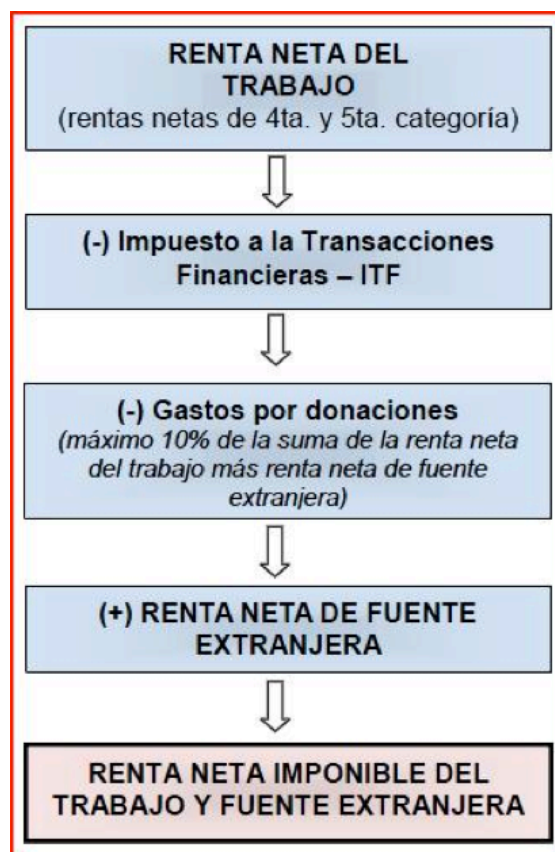 RENTA NETA DEL
TRABAJO
(rentas netas de 4ta. y 5ta. categoría)
(-) Impuesto a la Transacciones
Financieras – ITF
(-) Gastos por donaciones
(máximo 10% de la suma de la renta neta
del trabajo más renta neta de fuente
extranjera)
(+) RENTA NETA DE FUENTE
EXTRANJERA
RENTA NETA IMPONIBLE DEL
TRABAJO Y FUENTE EXTRANJERA